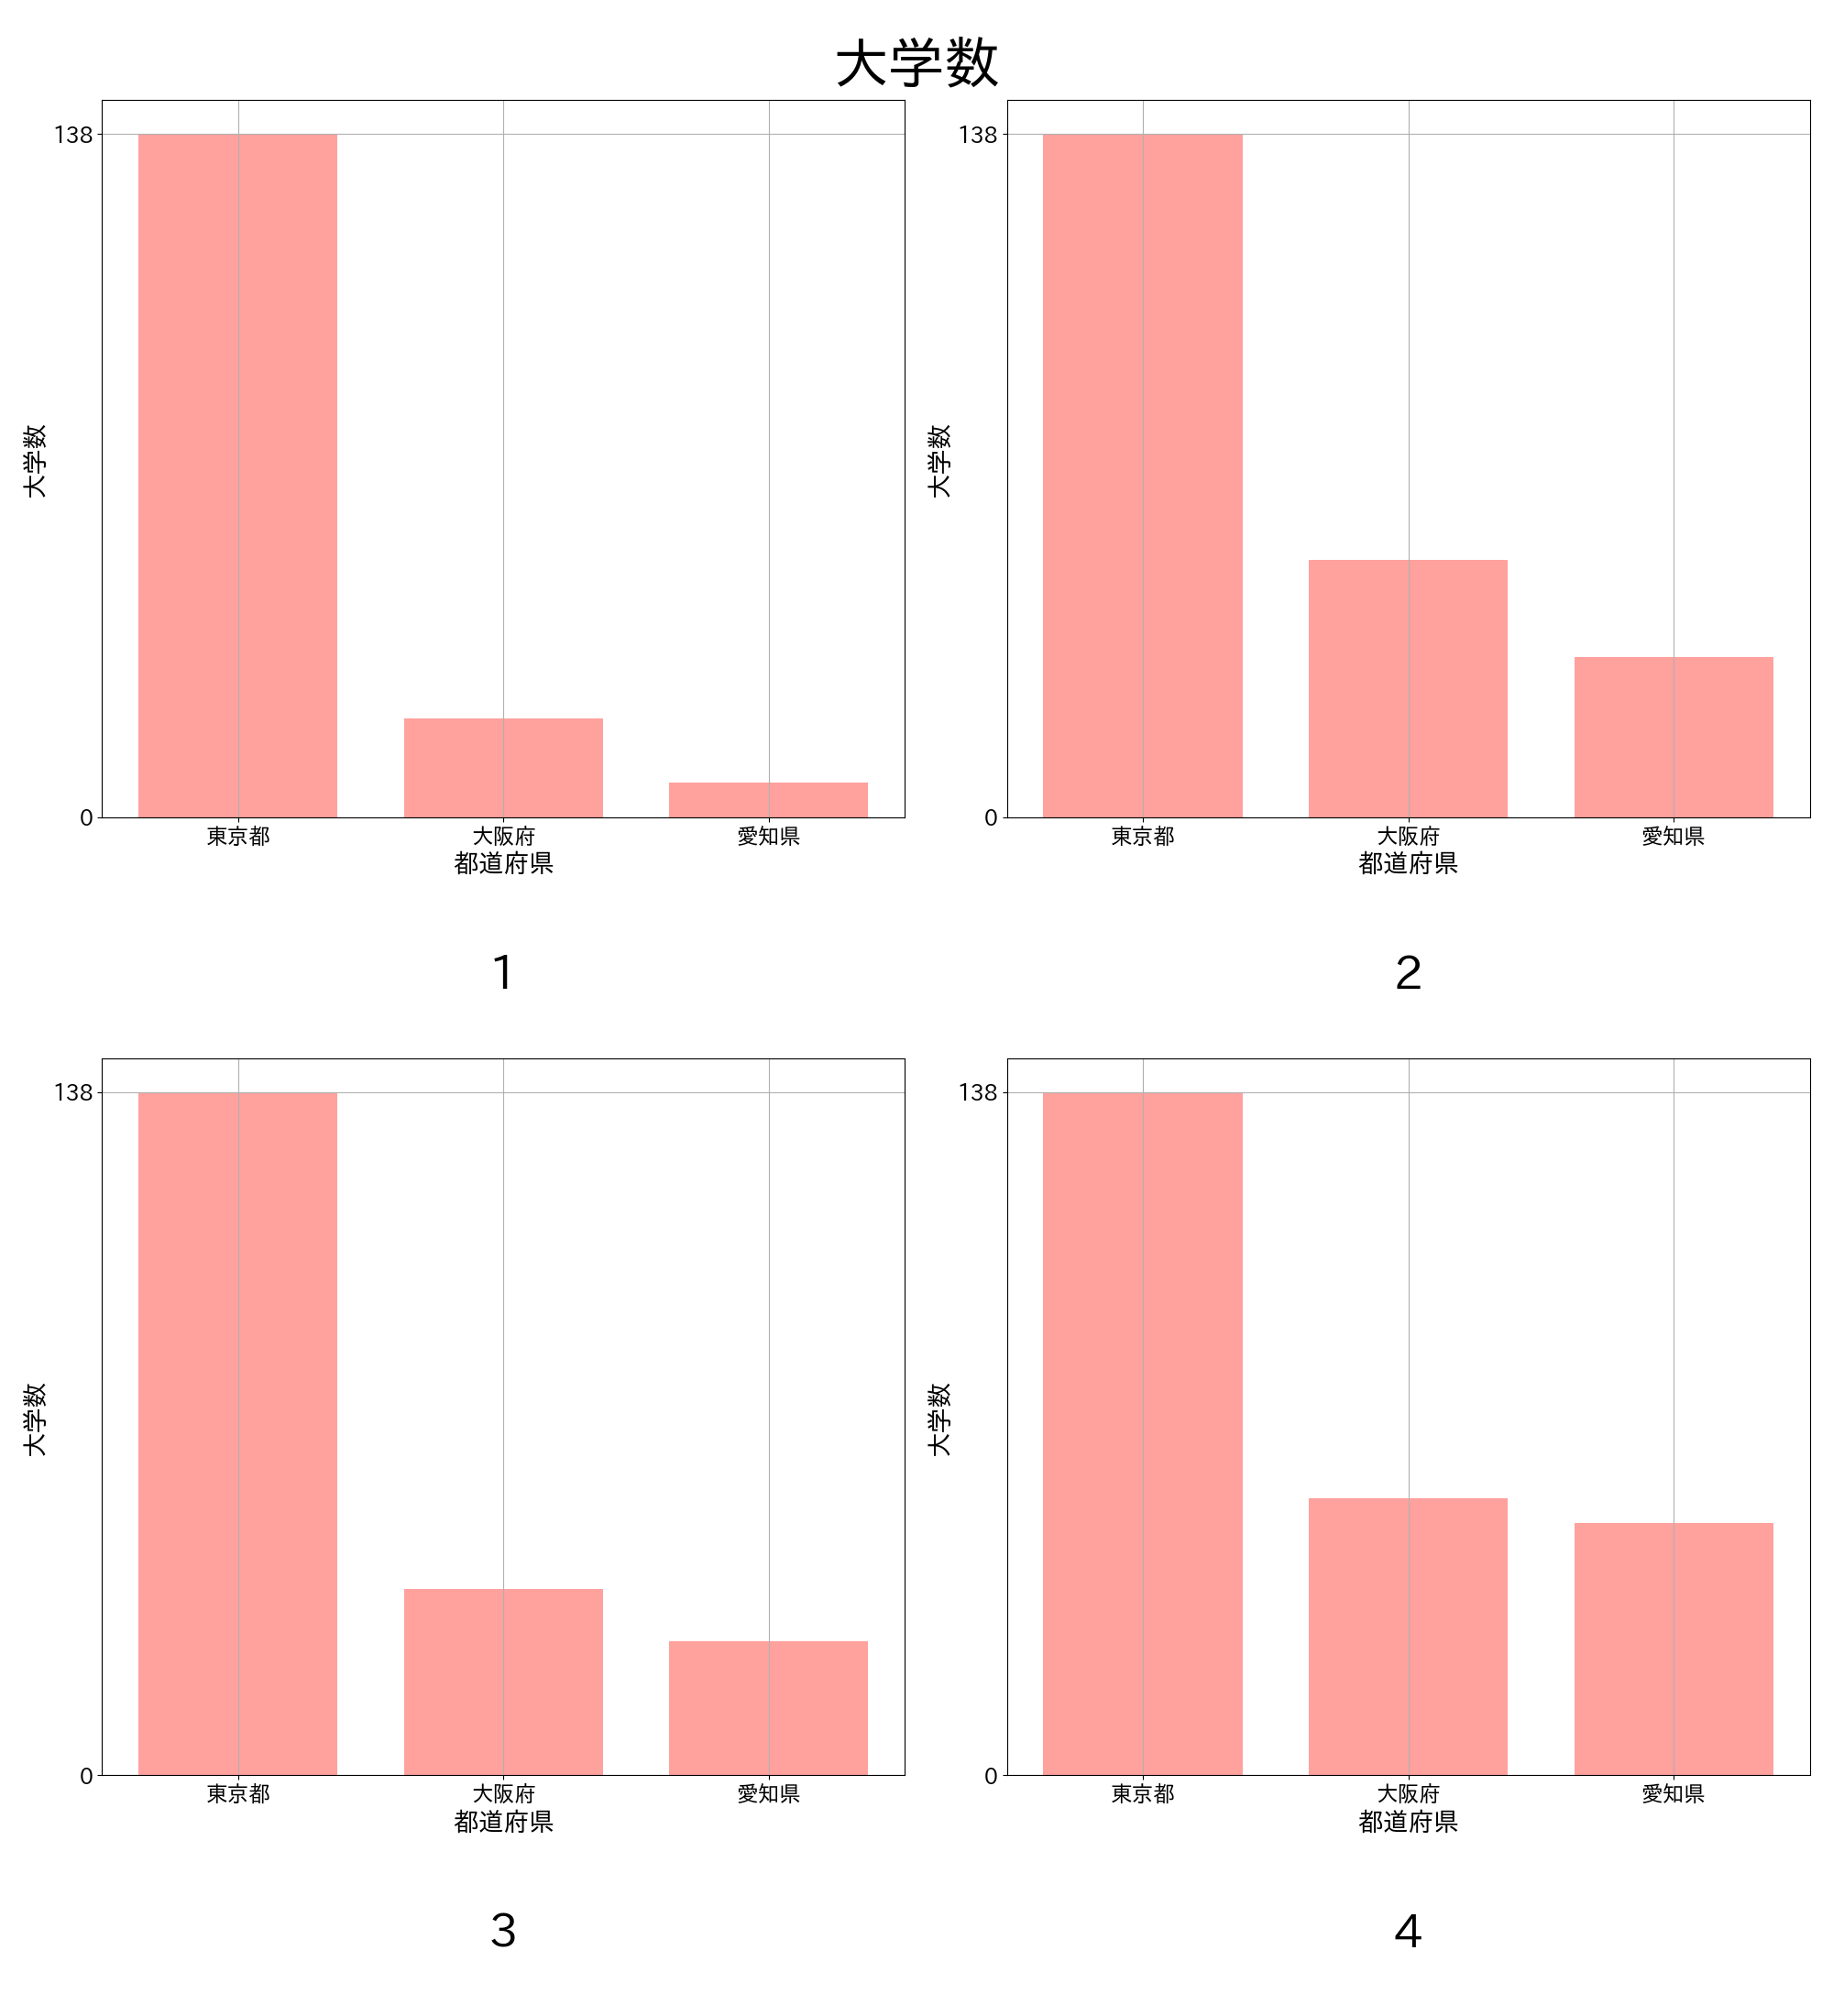 大学数
138
0
大学数
東京都
大阪府
愛知県
都道府県
1
138
0
大学数
東京都
大阪府
愛知県
都道府県
2
138
0
大学数
東京都
大阪府
愛知県
都道府県
3
138
0
大学数
東京都
大阪府
愛知県
都道府県
4